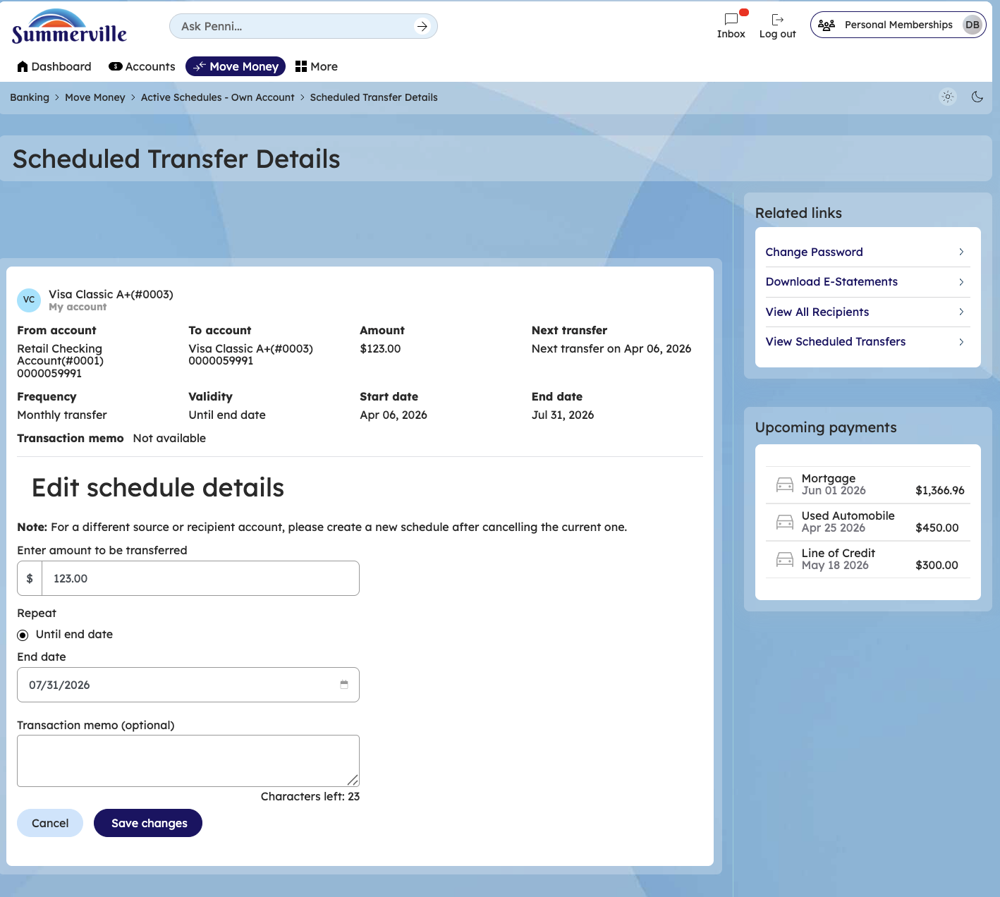 Summerville
Ask Penni...
Inbox
Log out
Personal Memberships
DB
Dashboard
$ Accounts
Move Money
More
Banking > Move Money > Active Schedules - Own Account > Scheduled Transfer Details
Scheduled Transfer Details
VC
Visa Classic A+(#0003)
My account
From account
Retail Checking
Account(#0001)
0000059991
To account
Visa Classic A+(#0003)
0000059991
Amount
$123.00
Next transfer
Next transfer on Apr 06, 2026
Frequency
Monthly transfer
Validity
Until end date
Start date
Apr 06, 2026
End date
Jul 31, 2026
Transaction memo Not available
Edit schedule details
Note: For a different source or recipient account, please create a new schedule after cancelling the current one.
Enter amount to be transferred
$ 123.00
Repeat
Until end date
End date
07/31/2026
Transaction memo (optional)
Characters left: 23
Cancel
Save changes
Related links
Change Password
Download E-Statements
View All Recipients
View Scheduled Transfers
Upcoming payments
Mortgage
Jun 01 2026 $1,366.96
Used Automobile
Apr 25 2026 $450.00
Line of Credit
May 18 2026 $300.00